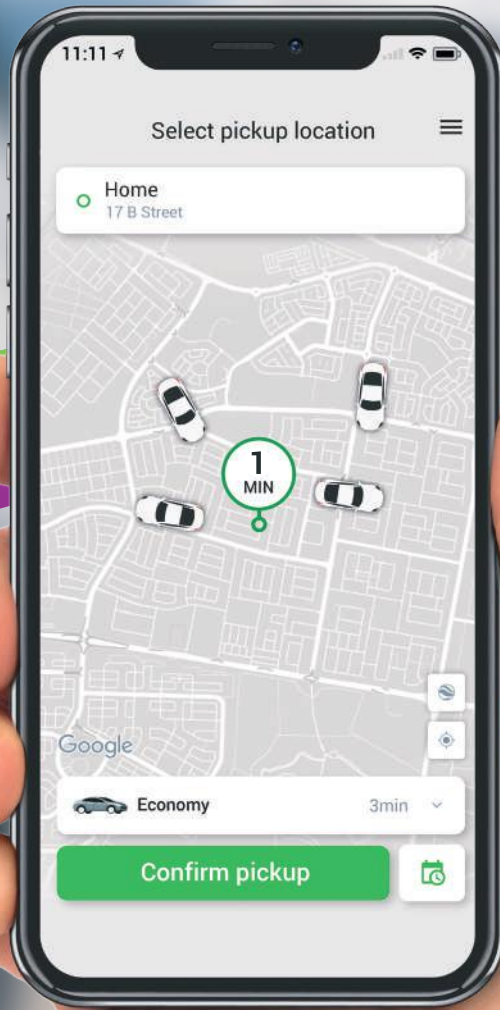 11:11
Select pickup location
Home
17 B Street
1
MIN
Google
Economy
3min
Confirm pickup